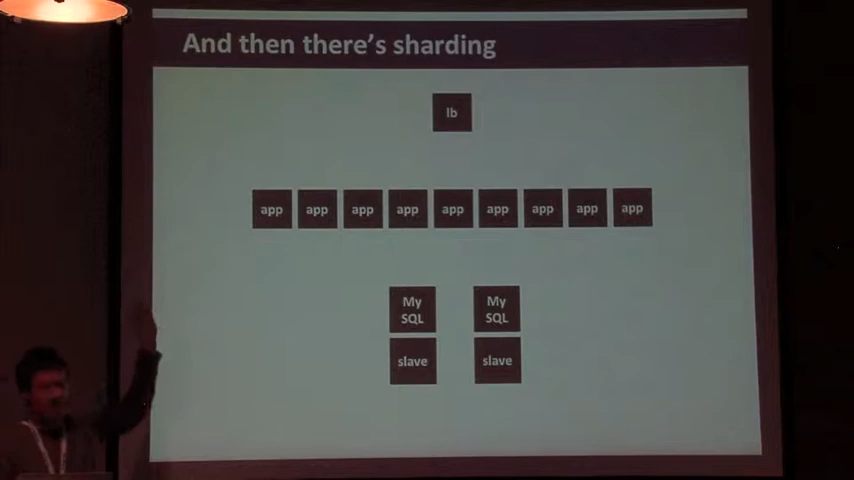 And then there's sharding
lb
app app app app app app app app app
My My
SQL SQL
slave slave